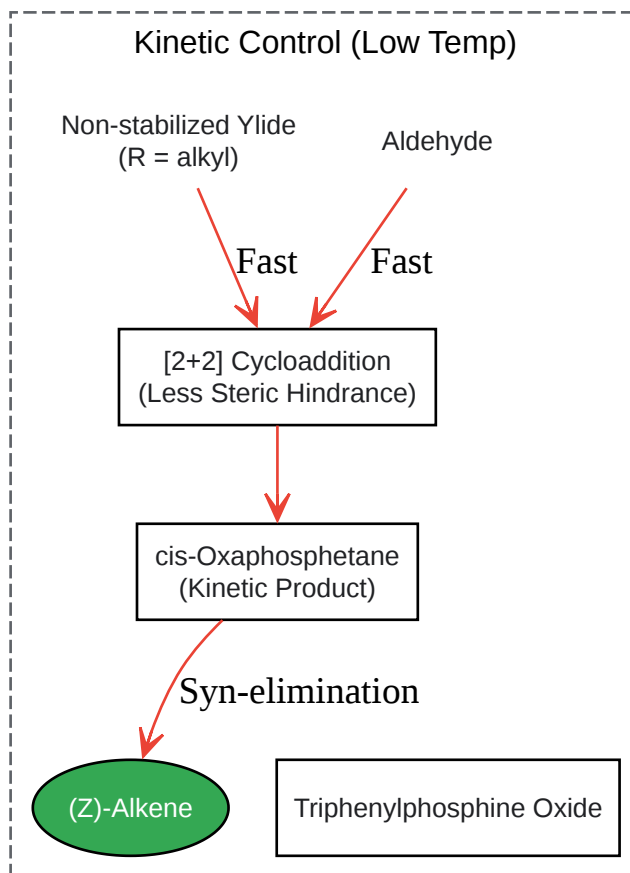 Kinetic Control (Low Temp)
Non-stabilized Ylide
(R = alkyl)
Aldehyde
Fast
Fast
[2+2] Cycloaddition
(Less Steric Hindrance)
cis-Oxaphosphetane
(Kinetic Product)
Syn-elimination
(Z)-Alkene
Triphenylphosphine Oxide